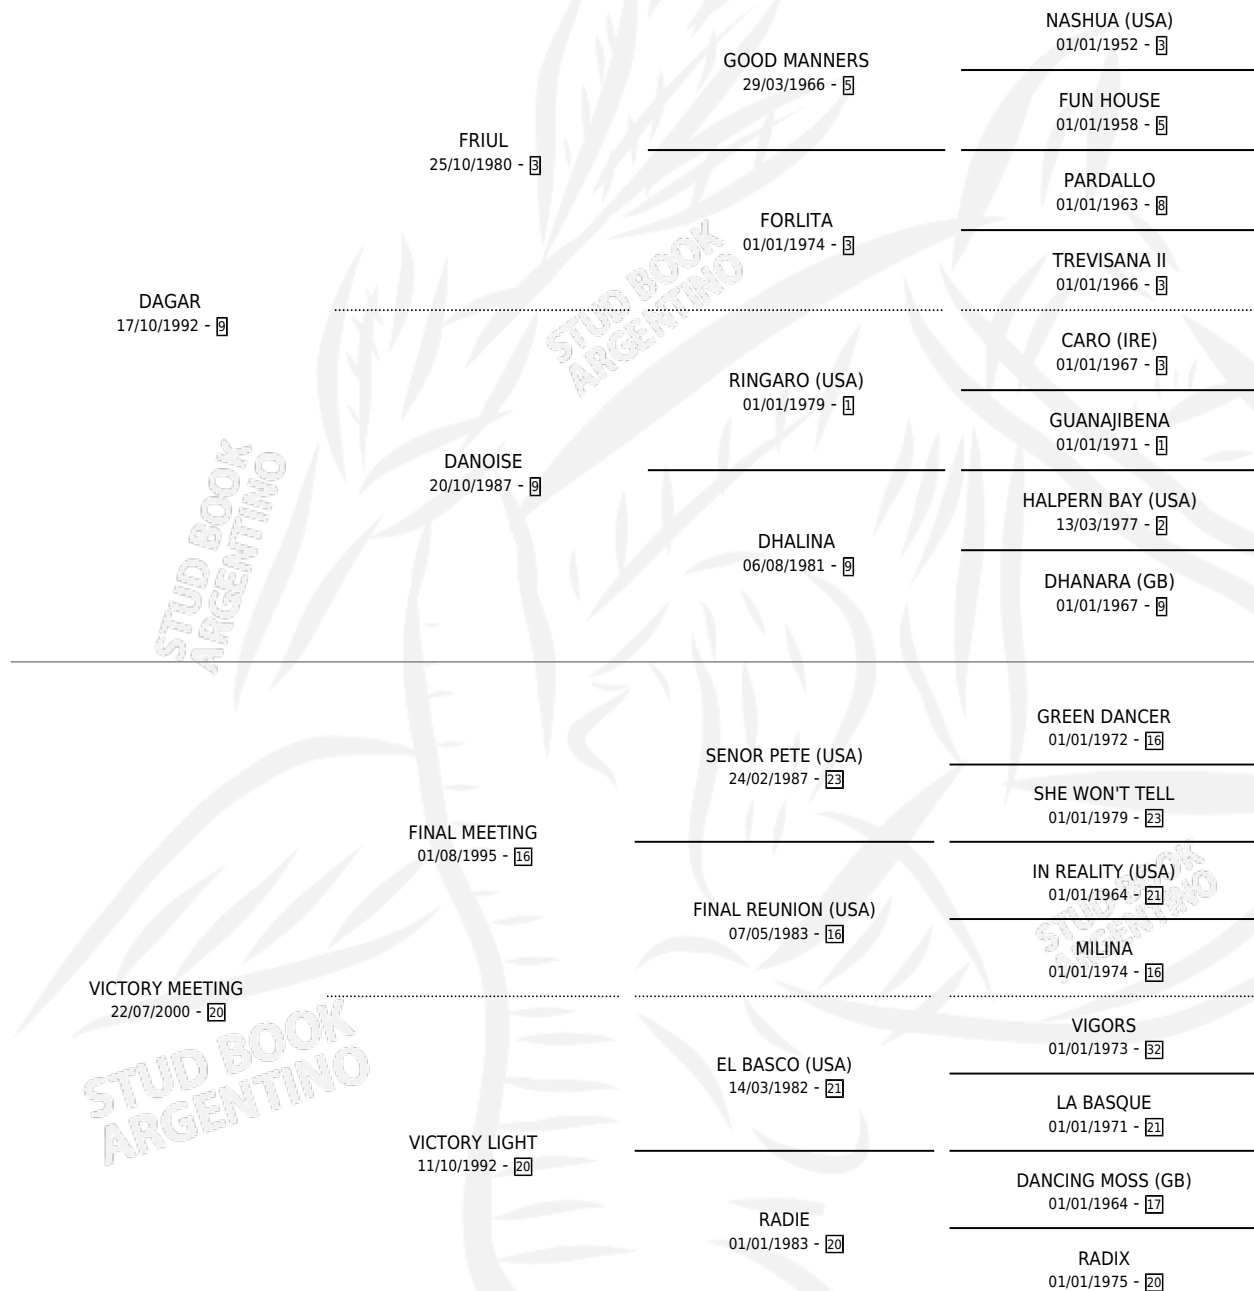 NASHUA (USA)
01/01/1952 - 3
GOOD MANNERS
29/03/1966 - 5
FUN HOUSE
01/01/1958 - 5
FRIUL
25/10/1980 - 3
PARDALLO
01/01/1963 - 8
FORLITA
01/01/1974 - 3
TREVISANA II
01/01/1966 - 3
DAGAR
17/10/1992 - 9
CARO (IRE)
01/01/1967 - 3
RINGARO (USA)
01/01/1979 - 1
GUANAJIBENA
01/01/1971 - 1
DANOISE
20/10/1987 - 9
HALPERN BAY (USA)
13/03/1977 - 2
DHALINA
06/08/1981 - 9
DHANARA (GB)
01/01/1967 - 9
GREEN DANCER
01/01/1972 - 16
SENOR PETE (USA)
24/02/1987 - 23
SHE WON'T TELL
01/01/1979 - 23
FINAL MEETING
01/08/1995 - 16
IN REALITY (USA)
01/01/1964 - 21
FINAL REUNION (USA)
07/05/1983 - 16
MILINA
01/01/1974 - 16
VICTORY MEETING
22/07/2000 - 20
VIGORS
01/01/1973 - 32
EL BASCO (USA)
14/03/1982 - 21
LA BASQUE
01/01/1971 - 21
VICTORY LIGHT
11/10/1992 - 20
DANCING MOSS (GB)
01/01/1964 - 17
RADIE
01/01/1983 - 20
RADIX
01/01/1975 - 20
STUD BOOK
ARGENTINO
STUD BOOK
ARGENTINO
STUD BOOK
ARGENTINO
STUD BOOK
ARGENTINO